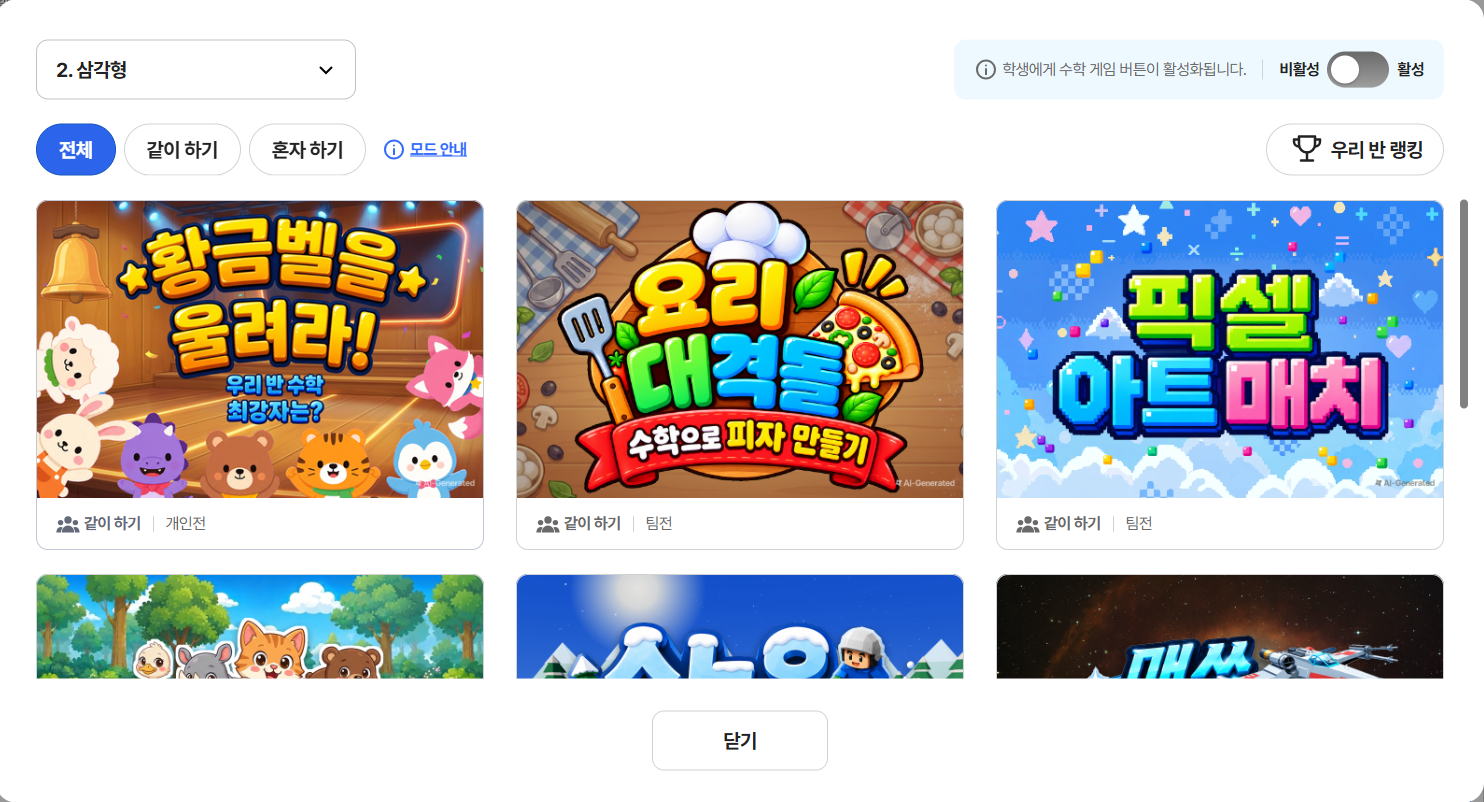 2. 삼각형
학생에게 수학 게임 버튼이 활성화됩니다.
비활성
활성
전체
같이 하기
혼자 하기
모드 안내
우리 반 랭킹
황금벨을
울려라!
우리 반 수학
최강자는?
AI-Generated
요리
대격돌
수학으로 피자 만들기
AI-Generated
픽셀
아트매치
AI-Generated
같이 하기
개인전
같이 하기
팀전
같이 하기
팀전
닫기